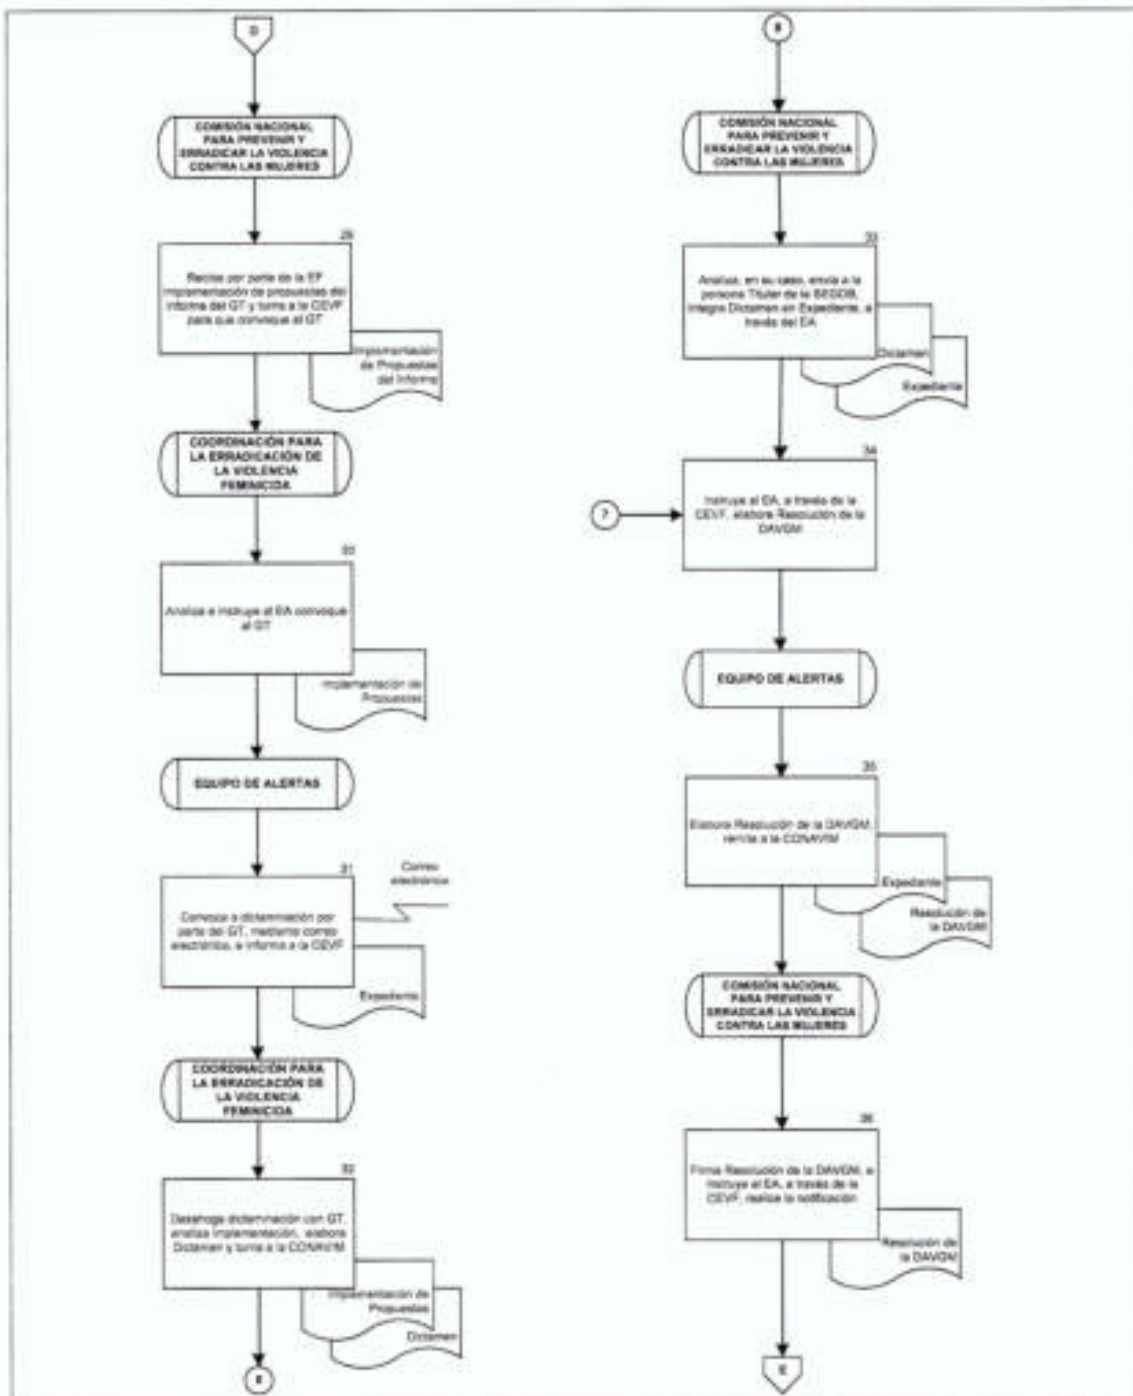 D
COMISIÓN NACIONAL
PARA PREVENIR Y
ERRADICAR LA VIOLENCIA
CONTRA LAS MUJERES
29
Recibe por parte de la EF
implementación de propuestas del
Informe del GT y turna a la CEVF
para que convoque al GT
Implementación
de Propuestas
del Informe
COORDINACIÓN PARA
LA ERRADICACIÓN DE
LA VIOLENCIA
FEMINICIDA
Analiza e instruye al EA convoque
al GT
Implementación de
Propuestas
EQUIPO DE ALERTAS
31
Convoca a dictaminación por
parte del GT, mediante correo
electrónico, e informa a la CEVF
Correo
electrónico
Expediente
COORDINACIÓN PARA
LA ERRADICACIÓN DE
LA VIOLENCIA
FEMINICIDA
32
Desahoga dictaminación con GT,
analiza implementación, elabora
Dictamen y turna a la CONAVIM
Implementación de
Propuestas
Dictamen
COMISIÓN NACIONAL
PARA PREVENIR Y
ERRADICAR LA VIOLENCIA
CONTRA LAS MUJERES
33
Analiza, en su caso, envía a la
persona Titular de la
integra Dictamen en Expediente, a
través del EA
Dictamen
Expediente
34
7
Instruye al EA, a través de la
CEVF, elabore Resolución de la
DAVGM
EQUIPO DE ALERTAS
35
Elabora Resolución de la DAVGM,
remite a la CONAVIM
Expediente
Resolución de
la DAVGM
COMISIÓN NACIONAL
PARA PREVENIR Y
ERRADICAR LA VIOLENCIA
CONTRA LAS MUJERES
36
Firma Resolución de la DAVGM, e
instruye al EA, a través de la
CEVF, realice la notificación
Resolución de
la DAVGM
E